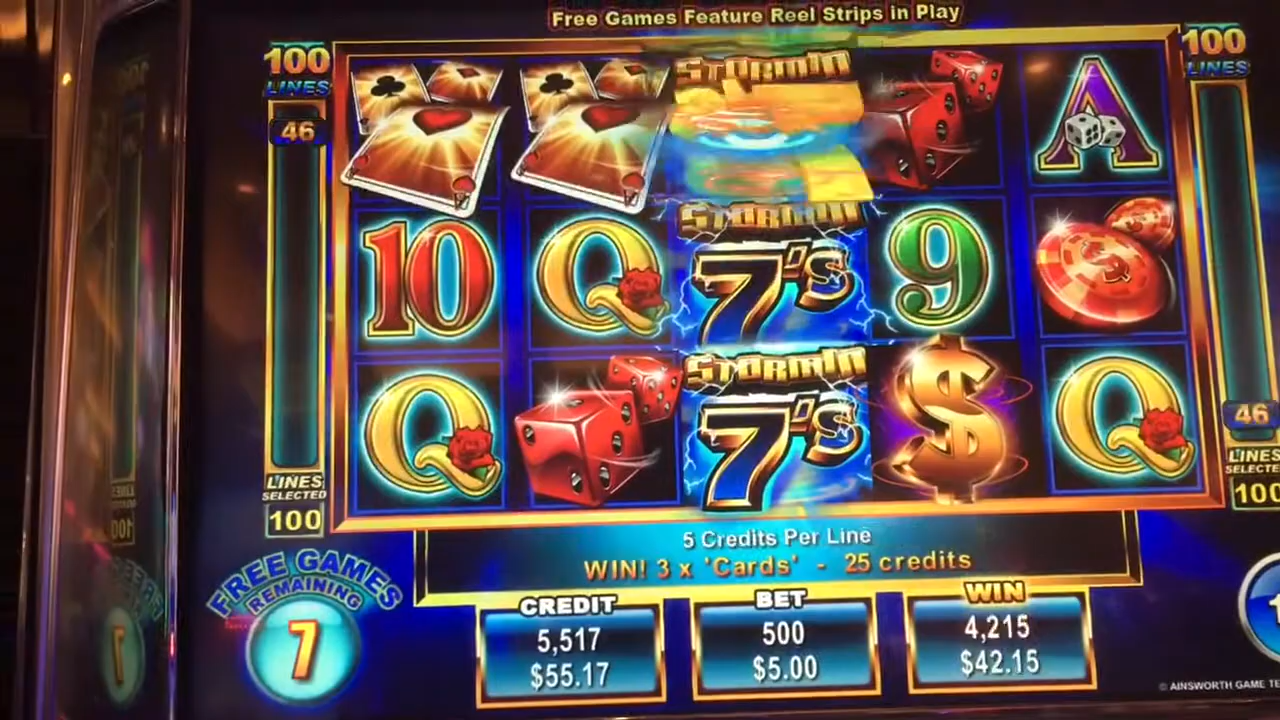 Free Games Feature Reel Strips in Play
100
LINES
46
100
LINES
STORMIN
A
10
Q
STORMIN
7's
9
Q
STORMIN
7's
$
Q
46
LINES
SELECTED
100
LINES
SELECTE
100
5 Credits Per Line
WIN! 3 x 'Cards' - 25 credits
FREE GAMES
REMAINING
7
CREDIT
5,517
$55.17
BET
500
$5.00
WIN
4,215
$42.15
© AINSWORTH GAME TE